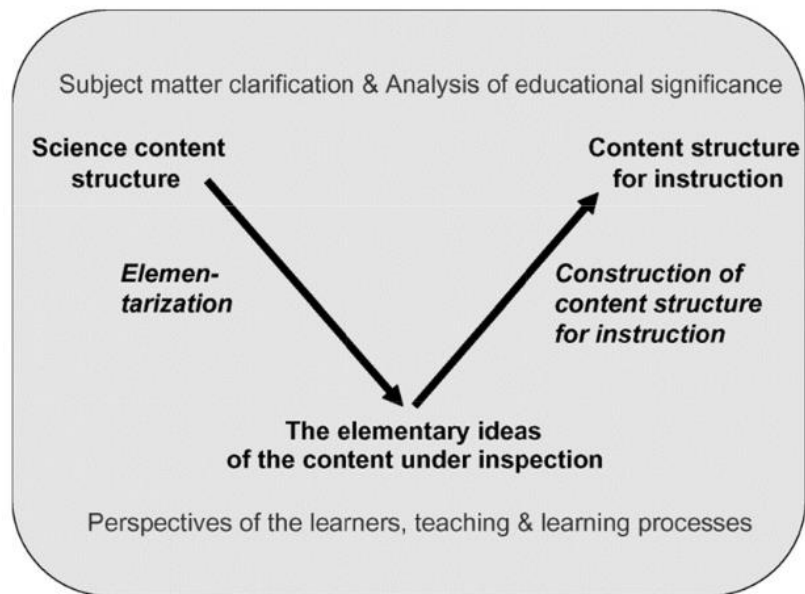 Subject matter clarification & Analysis of educational significance
Science content
structure
Content structure
for instruction
Elemen-
tarization
Construction of
content structure
for instruction
The elementary ideas
of the content under inspection
Perspectives of the learners, teaching & learning processes